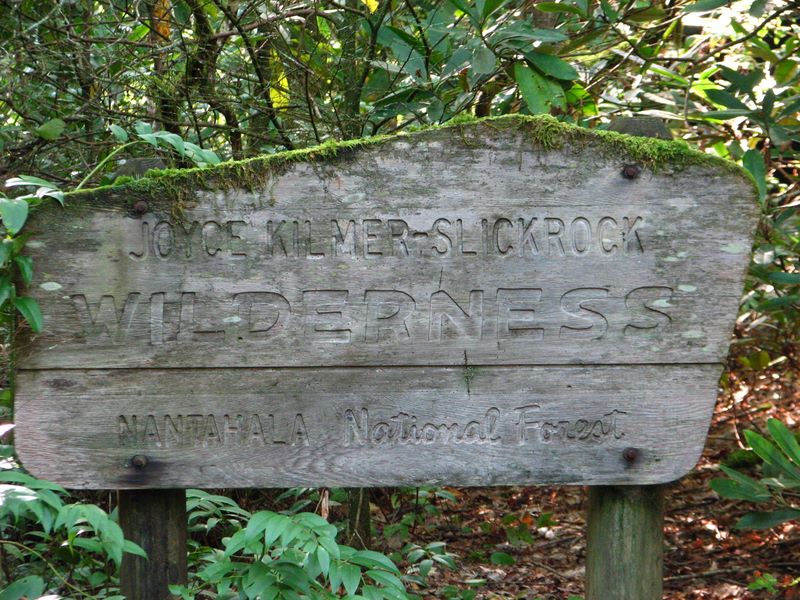 JOYCE KILMER-SLICKROCK
WILDERNESS
NANTAHALA National Forest